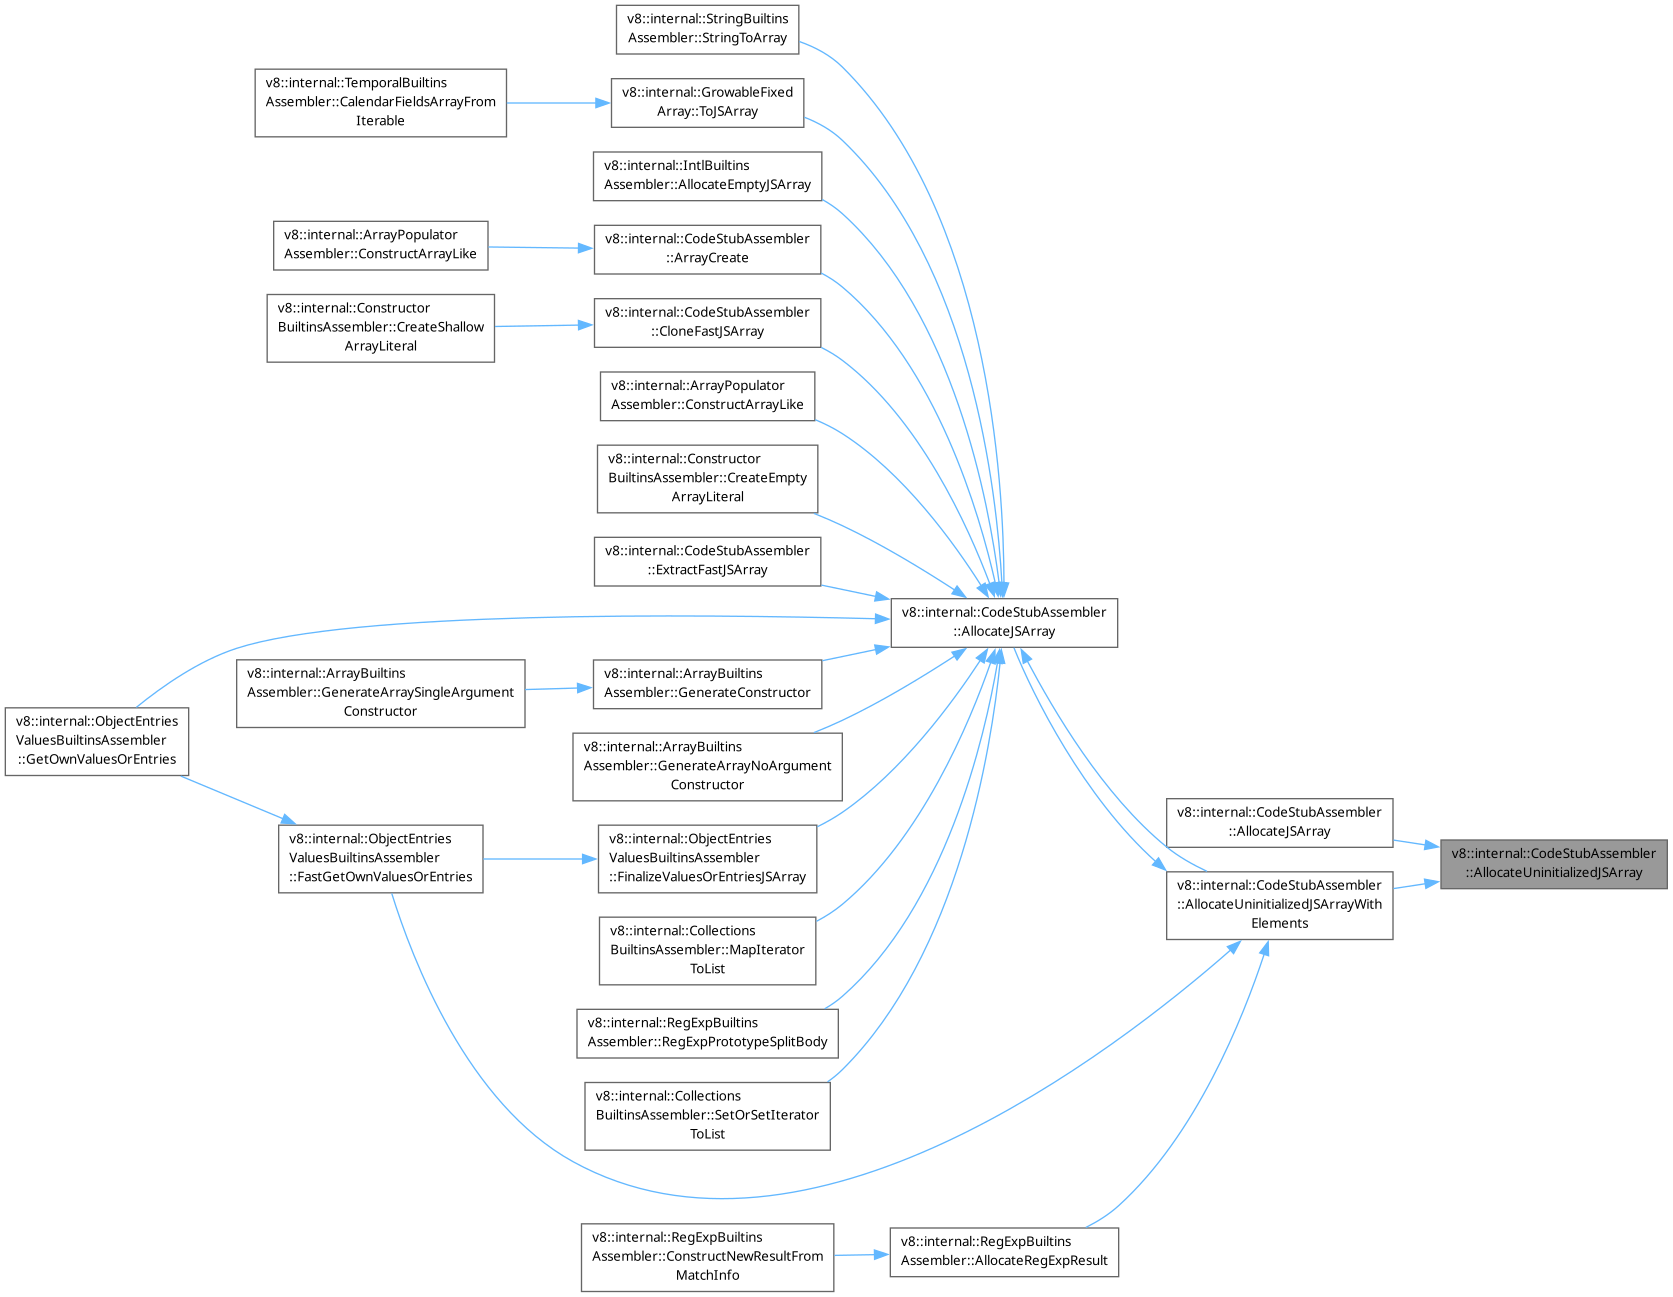 v8::internal::StringBuiltins
Assembler::StringToArray
v8::internal::TemporalBuiltins
Assembler::CalendarFieldsArrayFrom
Iterable
v8::internal::GrowableFixed
Array::ToJSArray
v8::internal::IntlBuiltins
Assembler::AllocateEmptyJSArray
v8::internal::ArrayPopulator
Assembler::ConstructArrayLike
v8::internal::CodeStubAssembler
::ArrayCreate
v8::internal::Constructor
BuiltinsAssembler::CreateShallow
ArrayLiteral
v8::internal::CodeStubAssembler
::CloneFastJSArray
v8::internal::ArrayPopulator
Assembler::ConstructArrayLike
v8::internal::Constructor
BuiltinsAssembler::CreateEmpty
ArrayLiteral
v8::internal::CodeStubAssembler
::ExtractFastJSArray
v8::internal::CodeStubAssembler
::AllocateJSArray
v8::internal::ArrayBuiltins
Assembler::GenerateArraySingleArgument
Constructor
v8::internal::ArrayBuiltins
Assembler::GenerateConstructor
v8::internal::ObjectEntries
ValuesBuiltinsAssembler
::GetOwnValuesOrEntries
v8::internal::ArrayBuiltins
Assembler::GenerateArrayNoArgument
Constructor
v8::internal::ObjectEntries
ValuesBuiltinsAssembler
::FastGetOwnValuesOrEntries
v8::internal::ObjectEntries
ValuesBuiltinsAssembler
::FinalizeValuesOrEntriesJSArray
v8::internal::CodeStubAssembler
::AllocateJSArray
v8::internal::CodeStubAssembler
::AllocateUninitializedJSArray
v8::internal::CodeStubAssembler
::AllocateUninitializedJSArrayWith
Elements
v8::internal::Collections
BuiltinsAssembler::MapIterator
ToList
v8::internal::RegExpBuiltins
Assembler::RegExpPrototypeSplitBody
v8::internal::Collections
BuiltinsAssembler::SetOrSetIterator
ToList
v8::internal::RegExpBuiltins
Assembler::ConstructNewResultFrom
MatchInfo
v8::internal::RegExpBuiltins
Assembler::AllocateRegExpResult